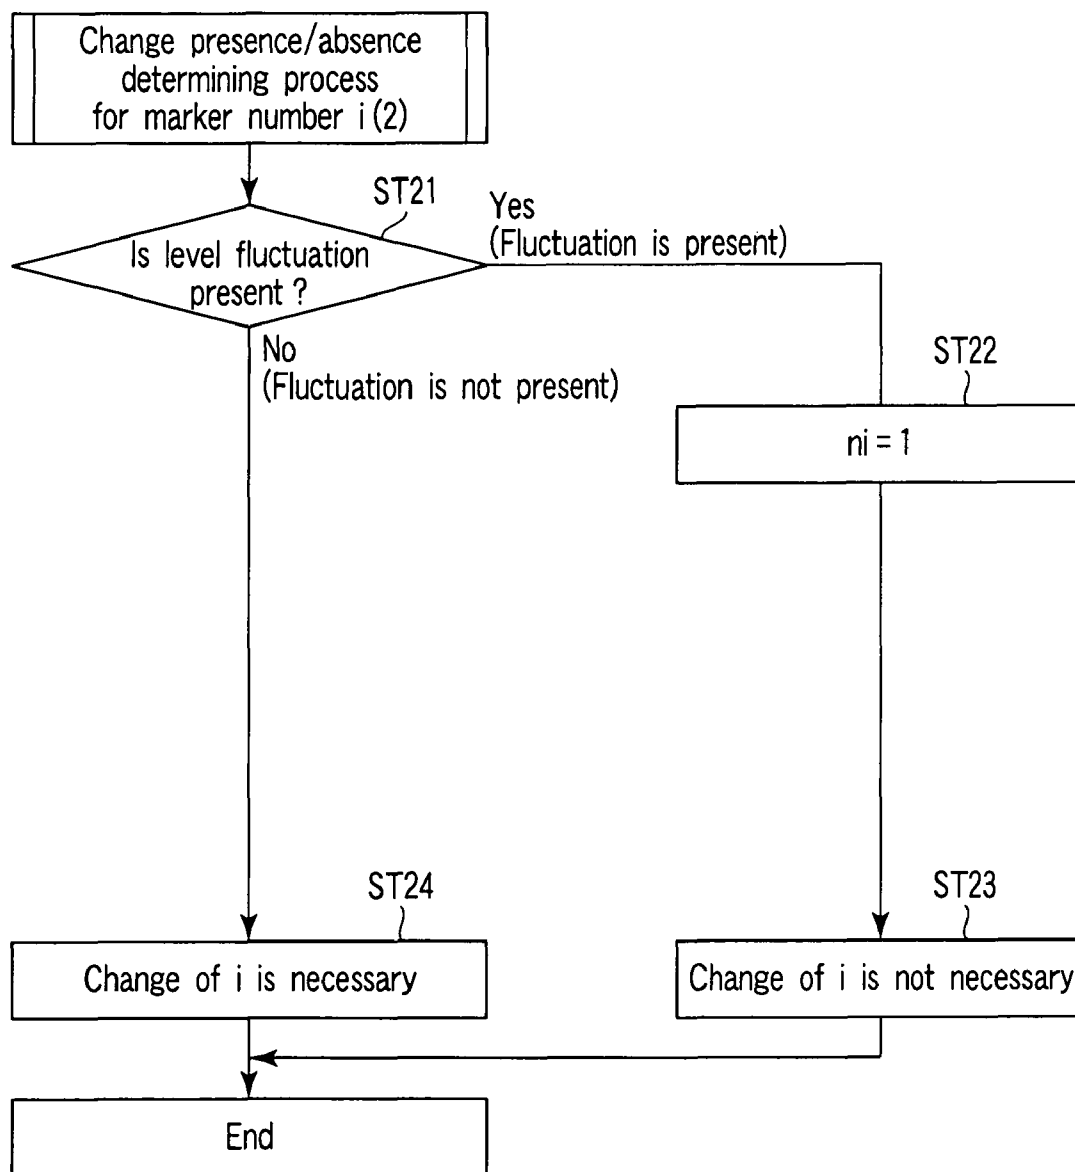 Change presence/absence
determining process
for marker number i(2)
ST21
Yes
(Fluctuation is present)
Is level fluctuation
present ?
No
(Fluctuation is not present)
ST22
ni = 1
ST24
ST23
Change of i is necessary
Change of i is not necessary
End